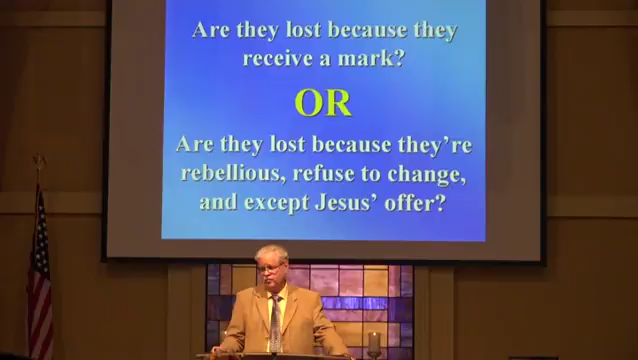 Are they lost because they
receive a mark?
OR
Are they lost because they're
rebellious, refuse to change,
and except Jesus' offer?